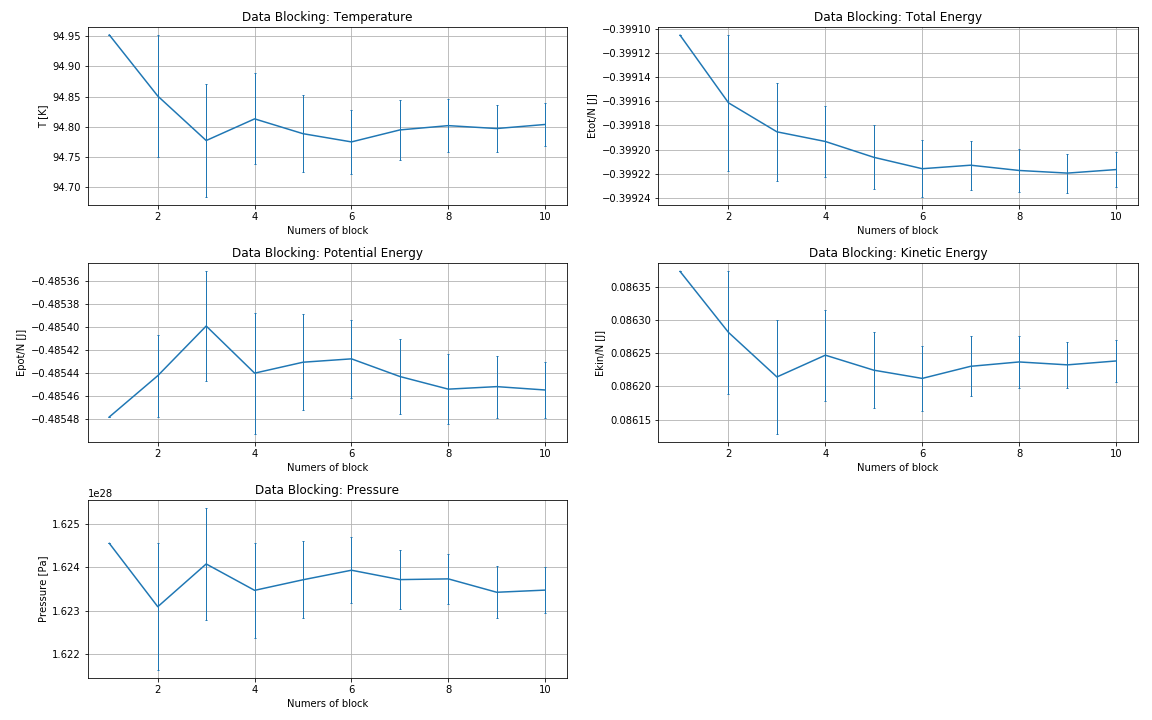 Data Blocking: Temperature
94.95
94.90
94.85
94.80
94.75
94.70
T [K]
2 4 6 8 10
Numers of block
Data Blocking: Total Energy
−0.39910
−0.39912
−0.39914
−0.39916
−0.39918
−0.39920
−0.39922
−0.39924
Etot/N [J]
2 4 6 8 10
Numers of block
Data Blocking: Potential Energy
−0.48536
−0.48538
−0.48540
−0.48542
−0.48544
−0.48546
−0.48548
Epot/N [J]
2 4 6 8 10
Numers of block
Data Blocking: Kinetic Energy
0.08635
0.08630
0.08625
0.08620
0.08615
Ekin/N [J]
2 4 6 8 10
Numers of block
Data Blocking: Pressure
1e28
1.625
1.624
1.623
1.622
Pressure [Pa]
2 4 6 8 10
Numers of block